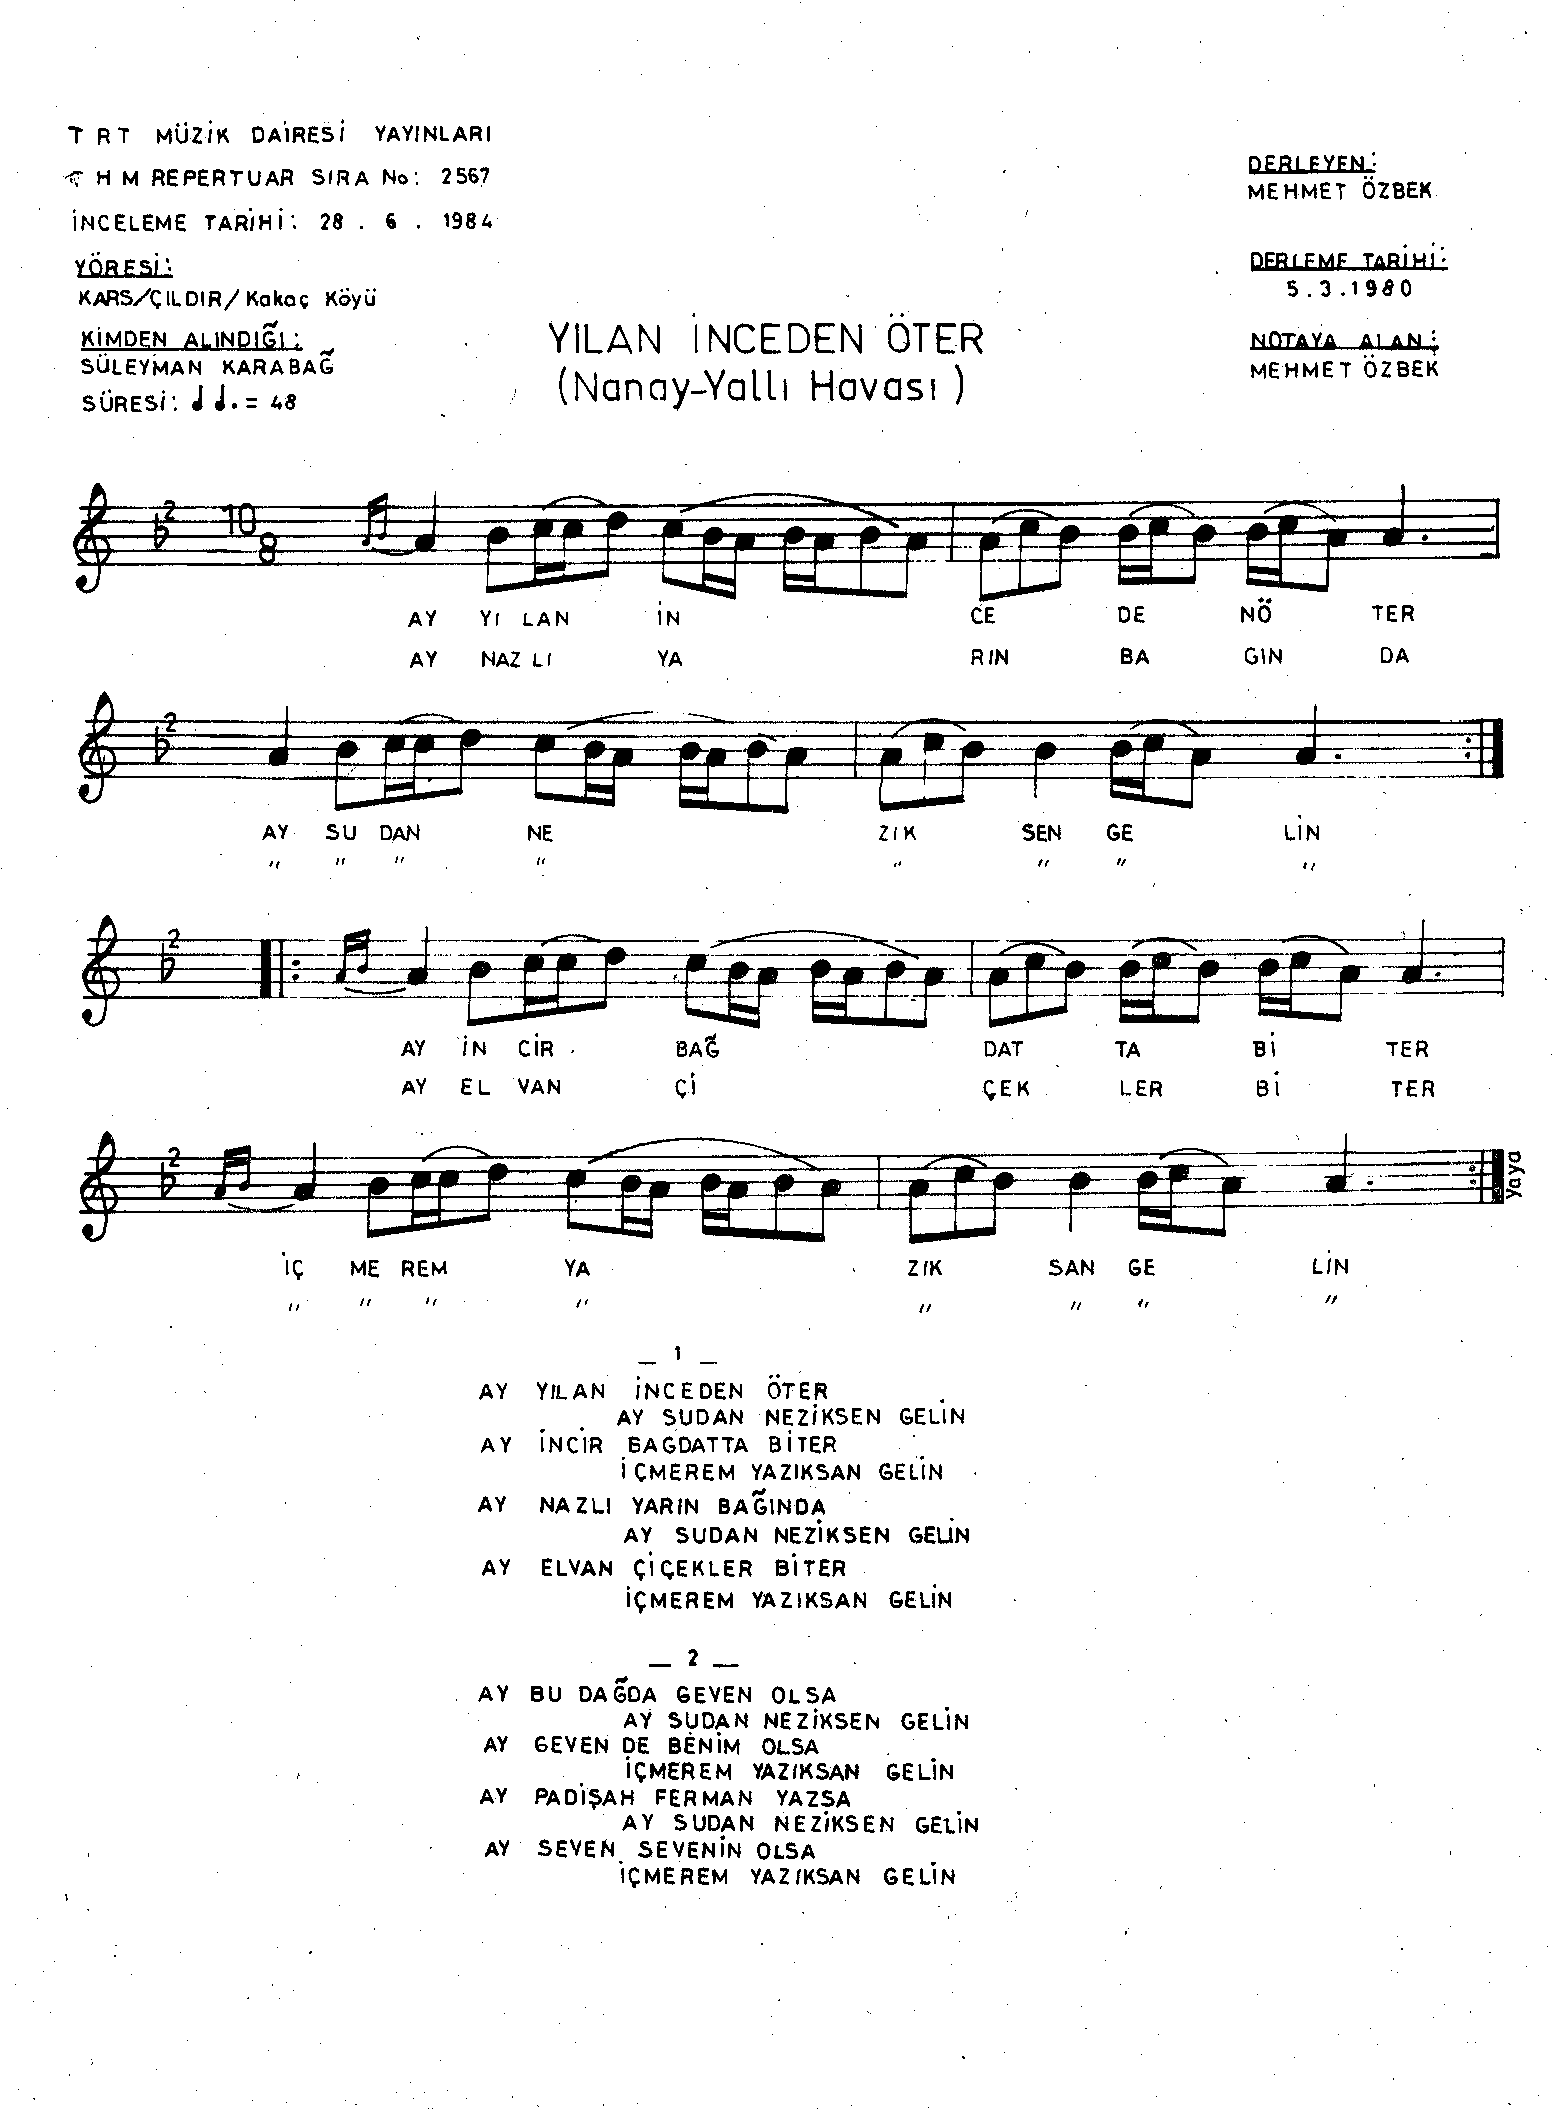 TRT MÜZİK DAİRESİ YAYINLARI
THM REPERTUAR SIRA No: 2567
İNCELEME TARİHİ: 28 . 6 . 1984
YÖRESİ:
KARS/ÇILDIR/Kakaç Köyü
KİMDEN ALINDIĞI:
SÜLEYMAN KARABAĞ
SÜRESİ: ♩ ♩. = 48
DERLEYEN:
MEHMET ÖZBEK
DERLEME TARİHİ:
5.3.1980
NOTAYA ALAN:
MEHMET ÖZBEK
YILAN İNCEDEN ÖTER
(Nanay-Yallı Havası)
2 10 8
AY YI LAN İN CE DE NÖ TER
AY NAZ LI YA RIN BA GIN DA
2
AY SU DAN NE ZIK SEN GE LİN
" " " " " " " "
2
AY İN CİR BAĞ DAT TA Bİ TER
AY EL VAN Çİ ÇEK LER Bİ TER
2
Yaya
İÇ ME REM YA ZIK SAN GE LİN
" " " " " " " "
_ 1 _
AY YILAN İNCEDEN ÖTER
AY SUDAN NEZİKSEN GELİN
AY İNCİR BAGDATTA BİTER
İÇMEREM YAZIKSAN GELİN
AY NAZLI YARIN BAĞINDA
AY SUDAN NEZİKSEN GELİN
AY ELVAN ÇİÇEKLER BİTER
İÇMEREM YAZIKSAN GELİN
_ 2 _
AY BU DAĞDA GEVEN OLSA
AY SUDAN NEZİKSEN GELİN
AY GEVEN DE BENİM OLSA
İÇMEREM YAZIKSAN GELİN
AY PADİŞAH FERMAN YAZSA
AY SUDAN NEZİKSEN GELİN
AY SEVEN SEVENİN OLSA
İÇMEREM YAZIKSAN GELİN